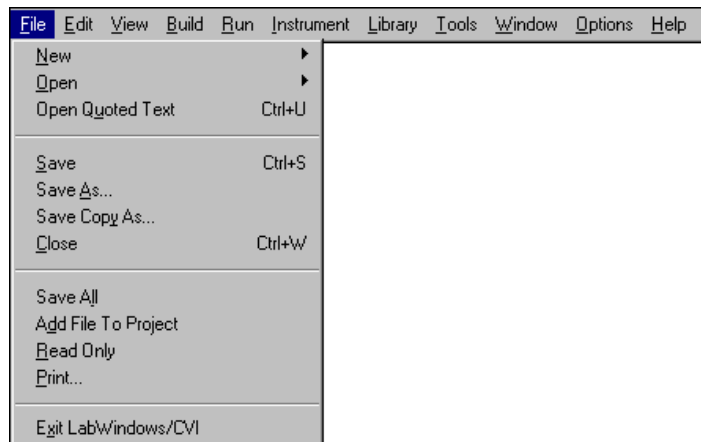 File Edit View Build Run Instrument Library Tools Window Options Help
New
Open
Open Quoted Text Ctrl+U
Save Ctrl+S
Save As...
Save Copy As...
Close Ctrl+W
Save All
Add File To Project
Read Only
Print...
Exit LabWindows/CVI